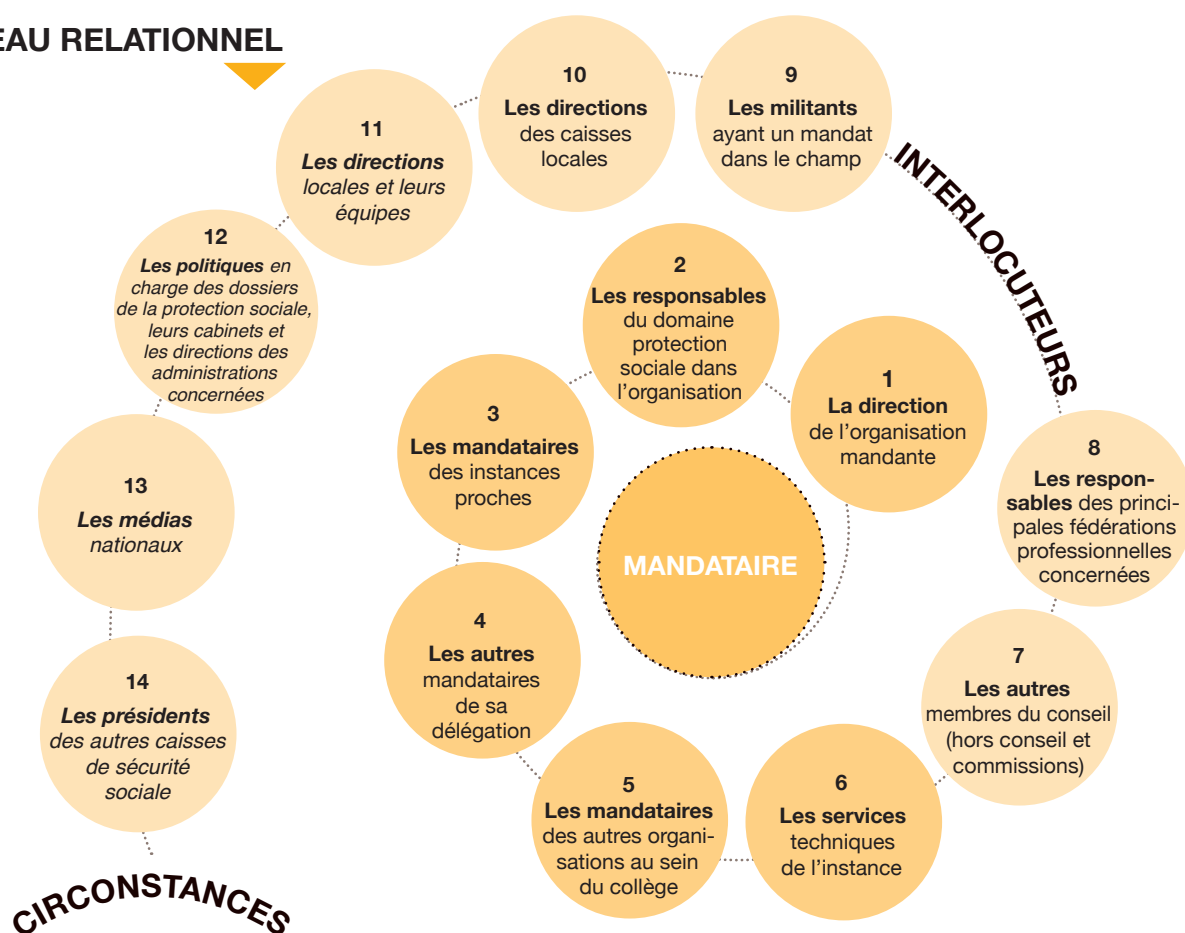 EAU RELATIONNEL
MANDATAIRE
1
La direction
de l'organisation
mandante
2
Les responsables
du domaine
protection
sociale dans
l'organisation
3
Les mandataires
des instances
proches
4
Les autres
mandataires
de sa
délégation
5
Les mandataires
des autres organi-
sations au sein
du collège
6
Les services
techniques
de l'instance
7
Les autres
membres du conseil
(hors conseil et
commissions)
8
Les respon-
sables des princi-
pales fédérations
professionnelles
concernées
INTERLOCUTEURS
9
Les militants
ayant un mandat
dans le champ
10
Les directions
des caisses
locales
11
Les directions
locales et leurs
équipes
12
Les politiques en
charge des dossiers
de la protection sociale,
leurs cabinets et
les directions des
administrations
concernées
13
Les médias
nationaux
14
Les présidents
des autres caisses
de sécurité
sociale
CIRCONSTANCES